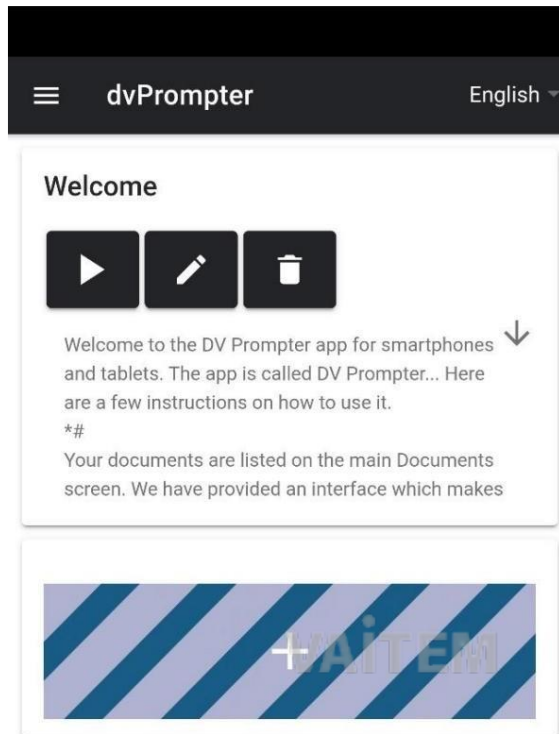 dvPrompter
English
Welcome
Welcome to the DV Prompter app for smartphones
and tablets. The app is called DV Prompter... Here
are a few instructions on how to use it.
*#
Your documents are listed on the main Documents
screen. We have provided an interface which makes
+
VAİTEM